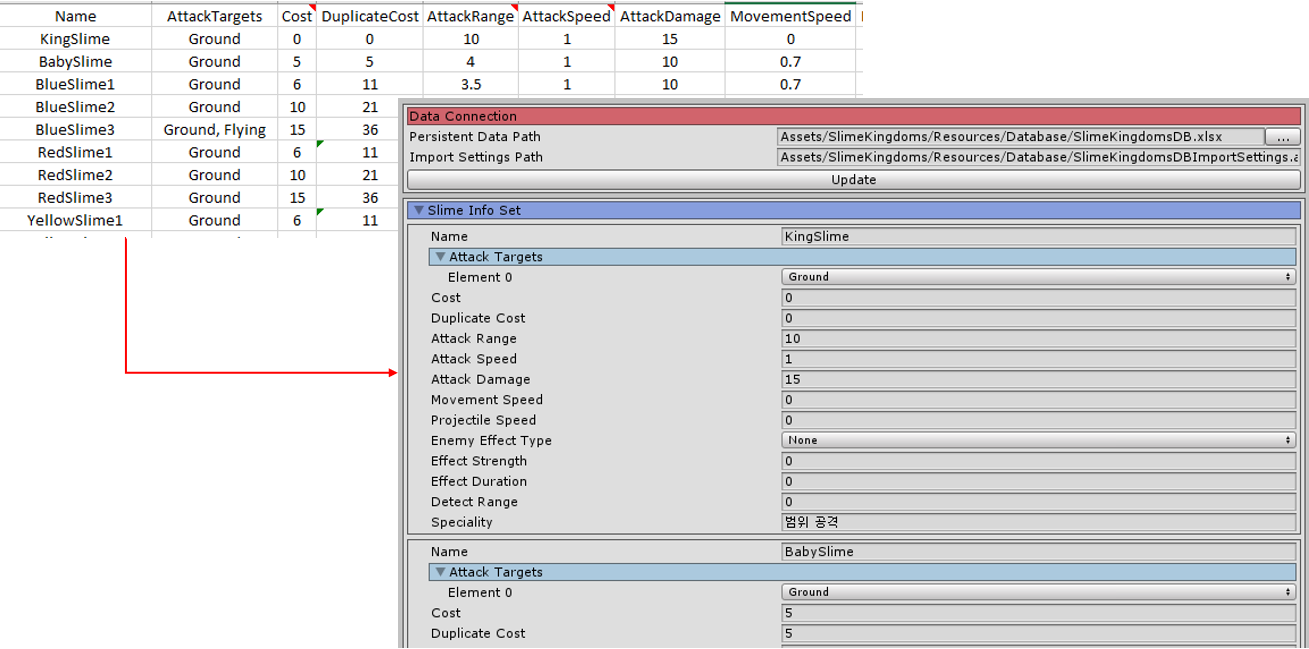 Name AttackTargets Cost DuplicateCost AttackRange AttackSpeed AttackDamage MovementSpeed
KingSlime Ground 0 0 10 1 15 0
BabySlime Ground 5 5 4 1 10 0.7
BlueSlime1 Ground 6 11 3.5 1 10 0.7
BlueSlime2 Ground 10 21
BlueSlime3 Ground, Flying 15 36
RedSlime1 Ground 6 11
RedSlime2 Ground 10 21
RedSlime3 Ground 15 36
YellowSlime1 Ground 6 11
Data Connection
Persistent Data Path Assets/SlimeKingdoms/Resources/Database/SlimeKingdomsDB.xlsx ...
Import Settings Path Assets/SlimeKingdoms/Resources/Database/SlimeKingdomsDBImportSettings.a
Update
Slime Info Set
Name KingSlime
Attack Targets
Element 0 Ground
Cost 0
Duplicate Cost 0
Attack Range 10
Attack Speed 1
Attack Damage 15
Movement Speed 0
Projectile Speed 0
Enemy Effect Type None
Effect Strength 0
Effect Duration 0
Detect Range 0
Speciality 범위 공격
Name BabySlime
Attack Targets
Element 0 Ground
Cost 5
Duplicate Cost 5